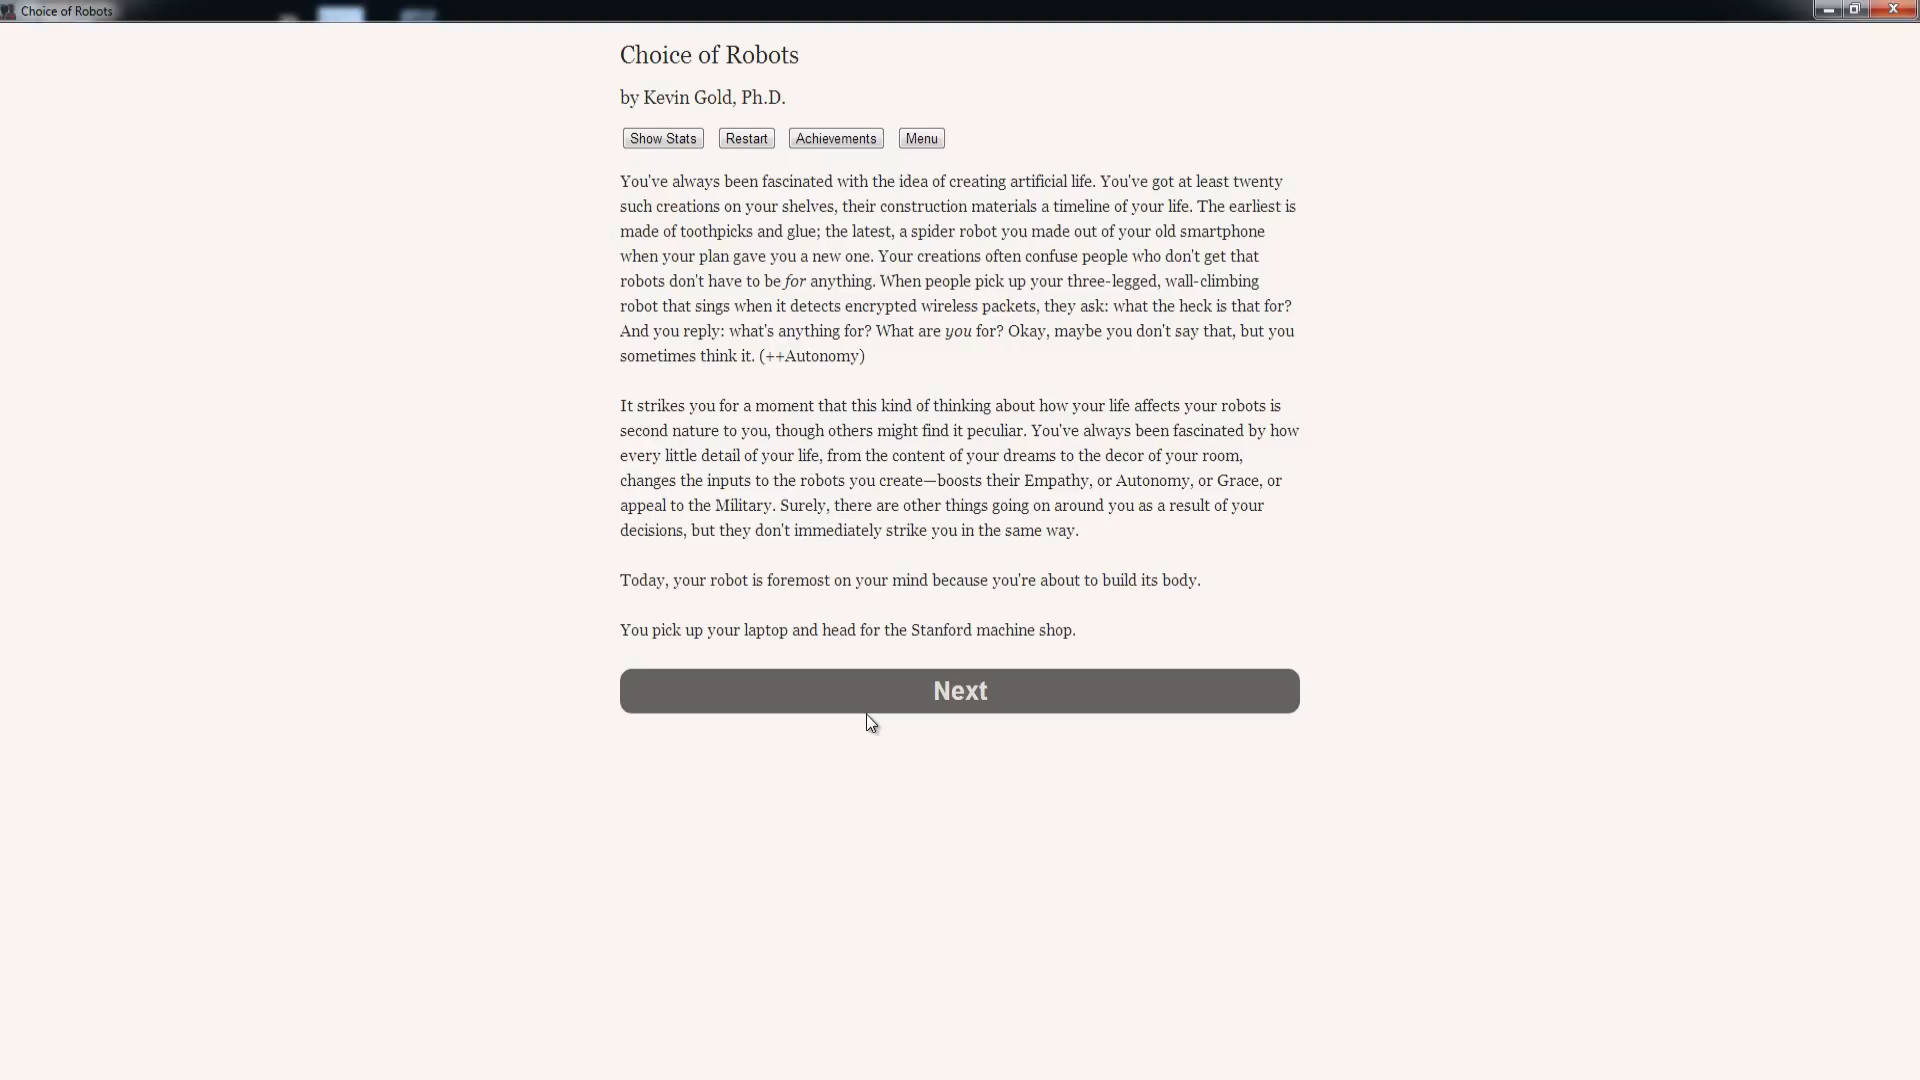 Choice of Robots
Choice of Robots
by Kevin Gold, Ph.D.
Show Stats
Restart
Achievements
Menu
You've always been fascinated with the idea of creating artificial life. You've got at least twenty
such creations on your shelves, their construction materials a timeline of your life. The earliest is
made of toothpicks and glue; the latest, a spider robot you made out of your old smartphone
when your plan gave you a new one. Your creations often confuse people who don't get that
robots don't have to be for anything. When people pick up your three-legged, wall-climbing
robot that sings when it detects encrypted wireless packets, they ask: what the heck is that for?
And you reply: what's anything for? What are you for? Okay, maybe you don't say that, but you
sometimes think it. (++Autonomy)
It strikes you for a moment that this kind of thinking about how your life affects your robots is
second nature to you, though others might find it peculiar. You've always been fascinated by how
every little detail of your life, from the content of your dreams to the decor of your room,
changes the inputs to the robots you create—boosts their Empathy, or Autonomy, or Grace, or
appeal to the Military. Surely, there are other things going on around you as a result of your
decisions, but they don't immediately strike you in the same way.
Today, your robot is foremost on your mind because you're about to build its body.
You pick up your laptop and head for the Stanford machine shop.
Next